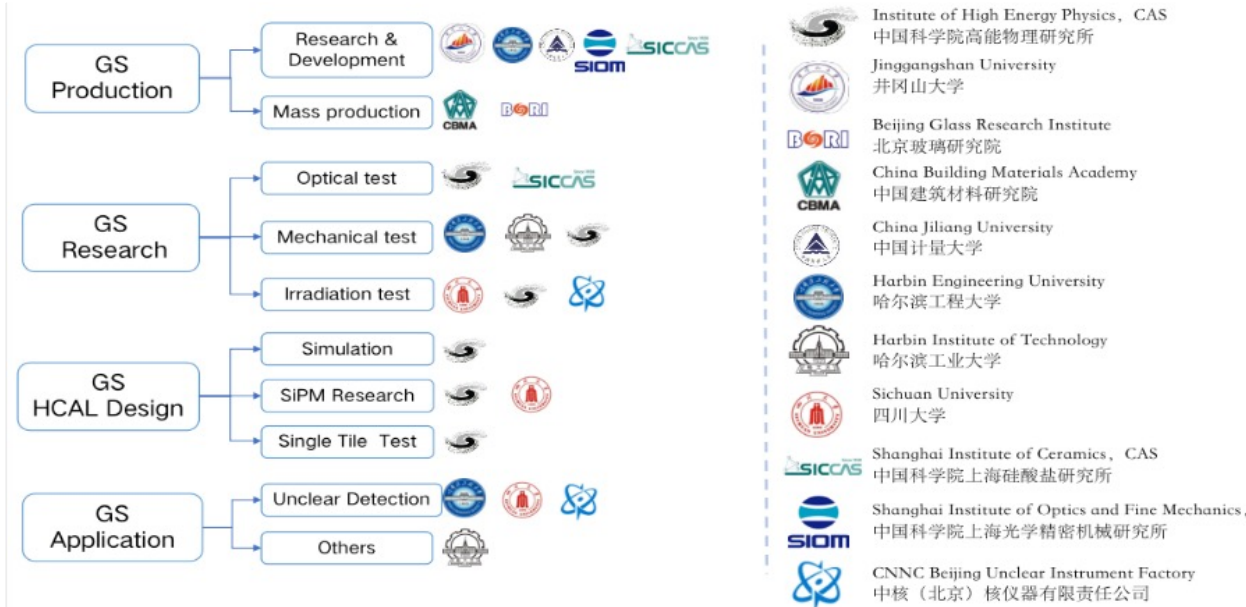 GS
Production
Research &
Development
SIOM
SICCAS
Mass production
CBMA
BORI
GS
Research
Optical test
SICCAS
Mechanical test
Irradiation test
GS
HCAL Design
Simulation
SiPM Research
Single Tile Test
GS
Application
Unclear Detection
Others
Institute of High Energy Physics, CAS
中国科学院高能物理研究所
Jinggangshan University
井冈山大学
BORI
Beijing Glass Research Institute
北京玻璃研究院
CBMA
China Building Materials Academy
中国建筑材料研究院
China Jiliang University
中国计量大学
Harbin Engineering University
哈尔滨工程大学
Harbin Institute of Technology
哈尔滨工业大学
Sichuan University
四川大学
SICCAS
Shanghai Institute of Ceramics, CAS
中国科学院上海硅酸盐研究所
SIOM
Shanghai Institute of Optics and Fine Mechanics,
中国科学院上海光学精密机械研究所
CNNC Beijing Unclear Instrument Factory
中核（北京）核仪器有限责任公司